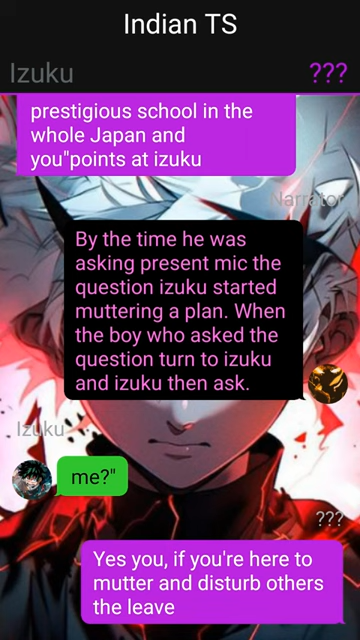 Indian TS
Izuku
???
prestigious school in the
whole Japan and
you"points at izuku
Narrator
By the time he was
asking present mic the
question izuku started
muttering a plan. When
the boy who asked the
question turn to izuku
and izuku then ask.
Izuku
me?"
???
Yes you, if you're here to
mutter and disturb others
the leave